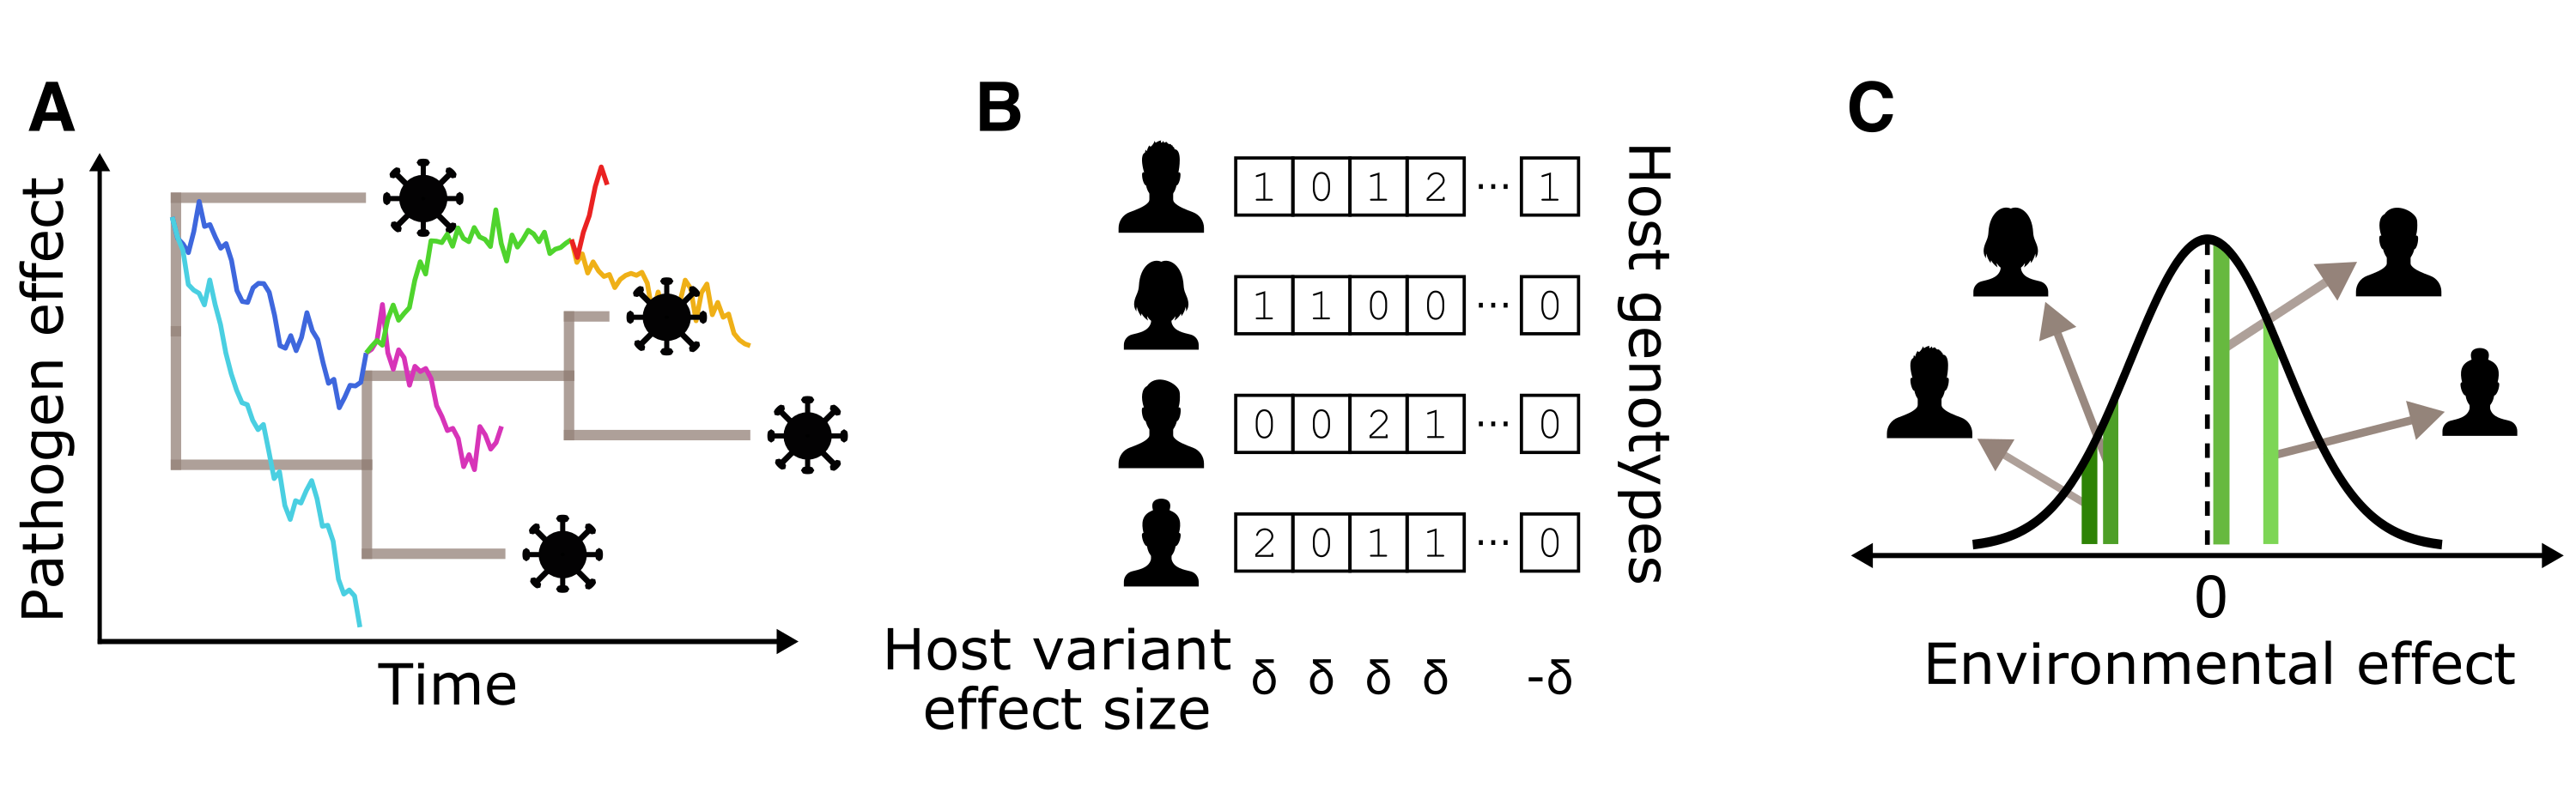 A
Pathogen effect
Time
B
1 0 1 2 ... 1
1 1 0 0 ... 0
0 0 2 1 ... 0
2 0 1 1 ... 0
Host genotypes
Host variant
effect size
δ δ δ δ -δ
C
0
Environmental effect